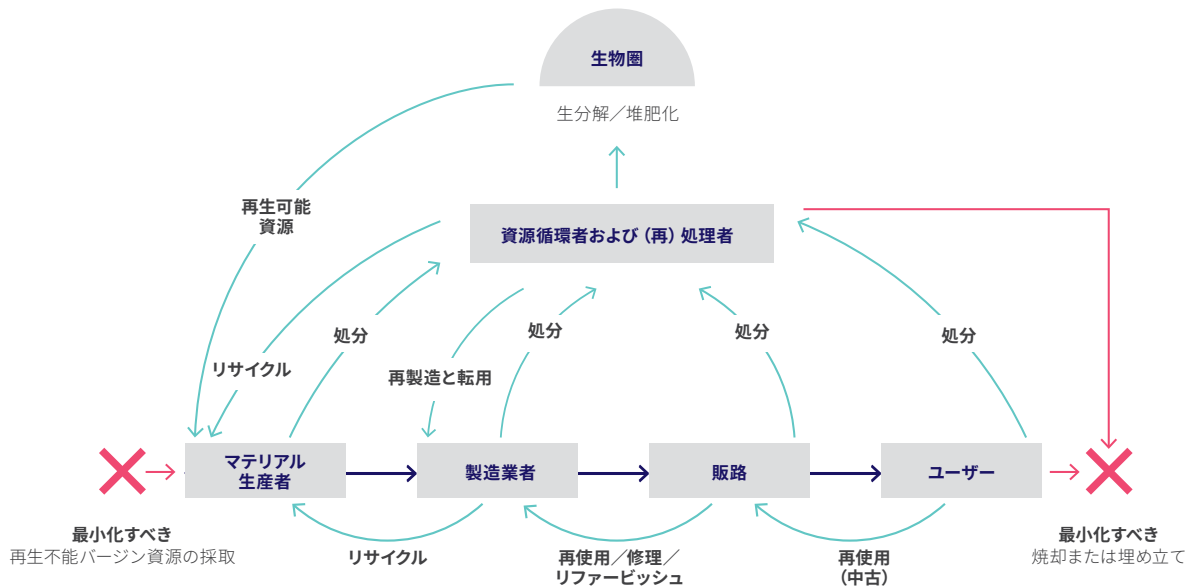 生物圏
生分解／堆肥化
再生可能
資源
資源循環者および（再）処理者
処分
処分
処分
処分
リサイクル
再製造と転用
マテリアル
生産者
製造業者
販路
ユーザー
最小化すべき
再生不能バージン資源の採取
リサイクル
再使用／修理／
リファービッシュ
再使用
（中古）
最小化すべき
焼却または埋め立て